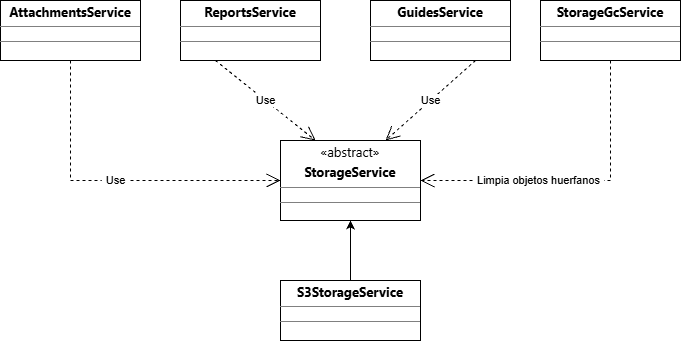 AttachmentsService
ReportsService
GuidesService
StorageGcService
Use
Use
«abstract»
StorageService
Use
Limpia objetos huerfanos
S3StorageService